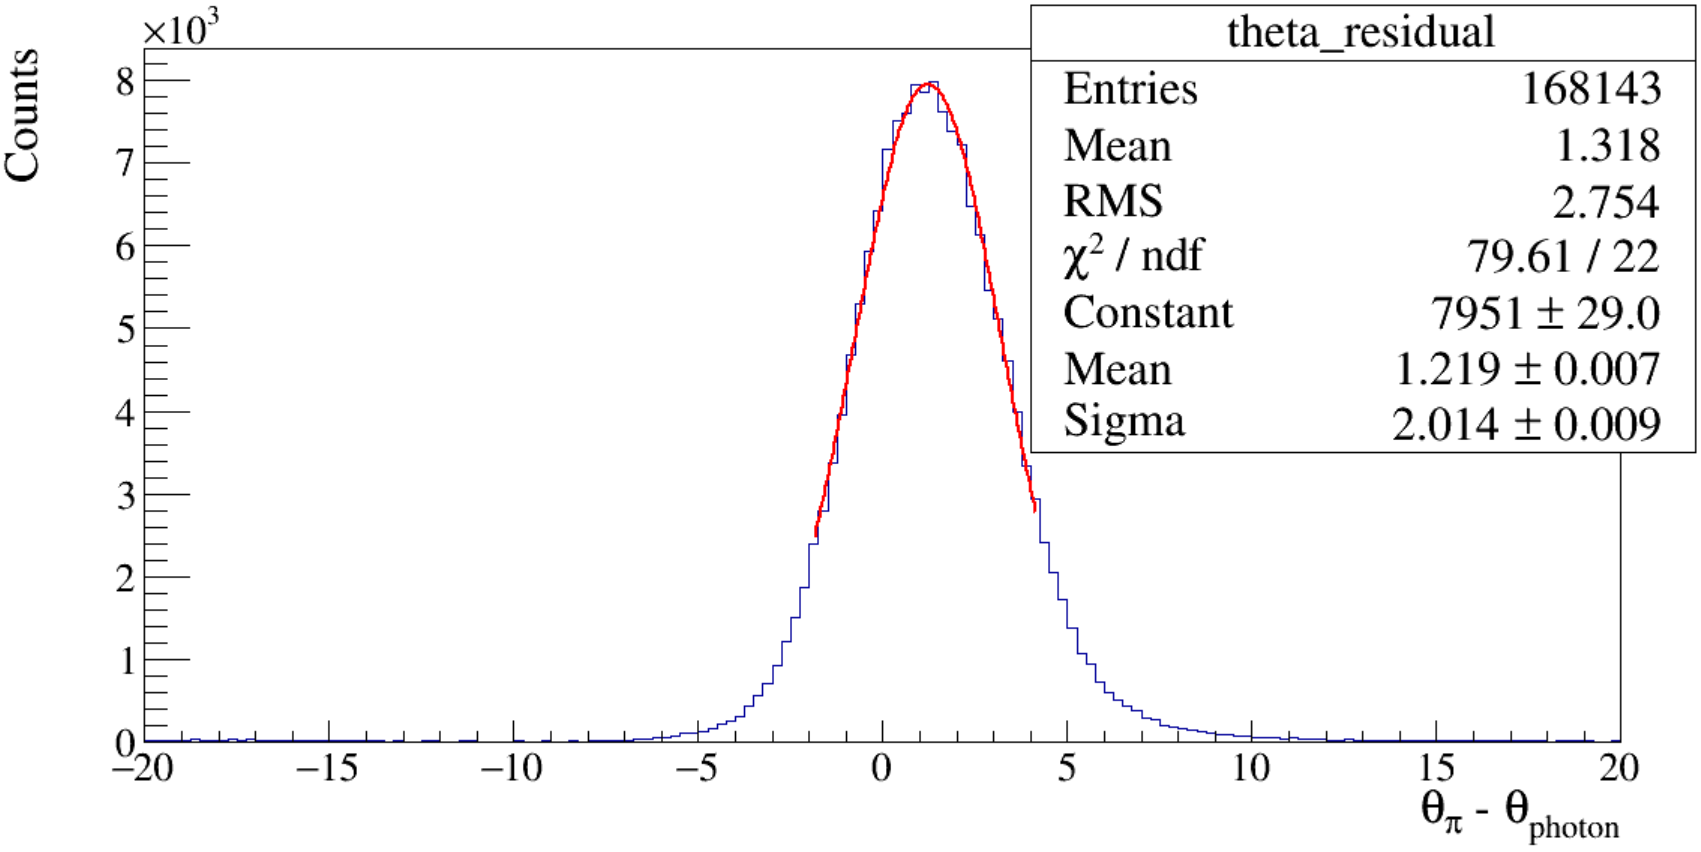 ×10³
Counts
8
7
6
5
4
3
2
1
0
−20 −15 −10 −5 0 5 10 15 20
θπ - θphoton
theta_residual
Entries 168143
Mean 1.318
RMS 2.754
χ² / ndf 79.61 / 22
Constant 7951 ± 29.0
Mean 1.219 ± 0.007
Sigma 2.014 ± 0.009